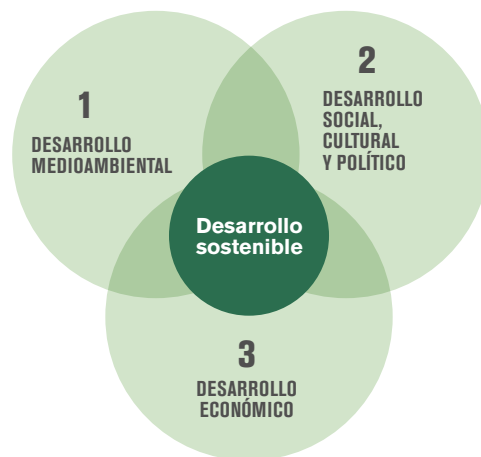 1
DESARROLLO
MEDIOAMBIENTAL
2
DESARROLLO
SOCIAL,
CULTURAL
Y POLÍTICO
Desarrollo
sostenible
3
DESARROLLO
ECONÓMICO